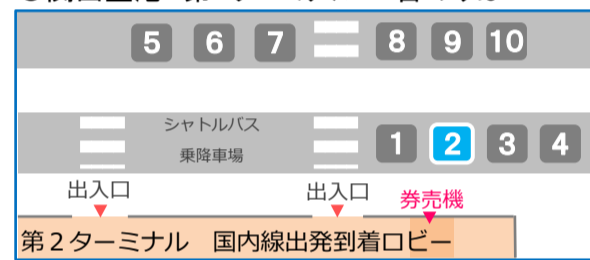 5 6 7 8 9 10
シャトルバス
乗降車場
1 2 3 4
出入口 出入口 券売機
第2ターミナル 国内線出発到着ロビー